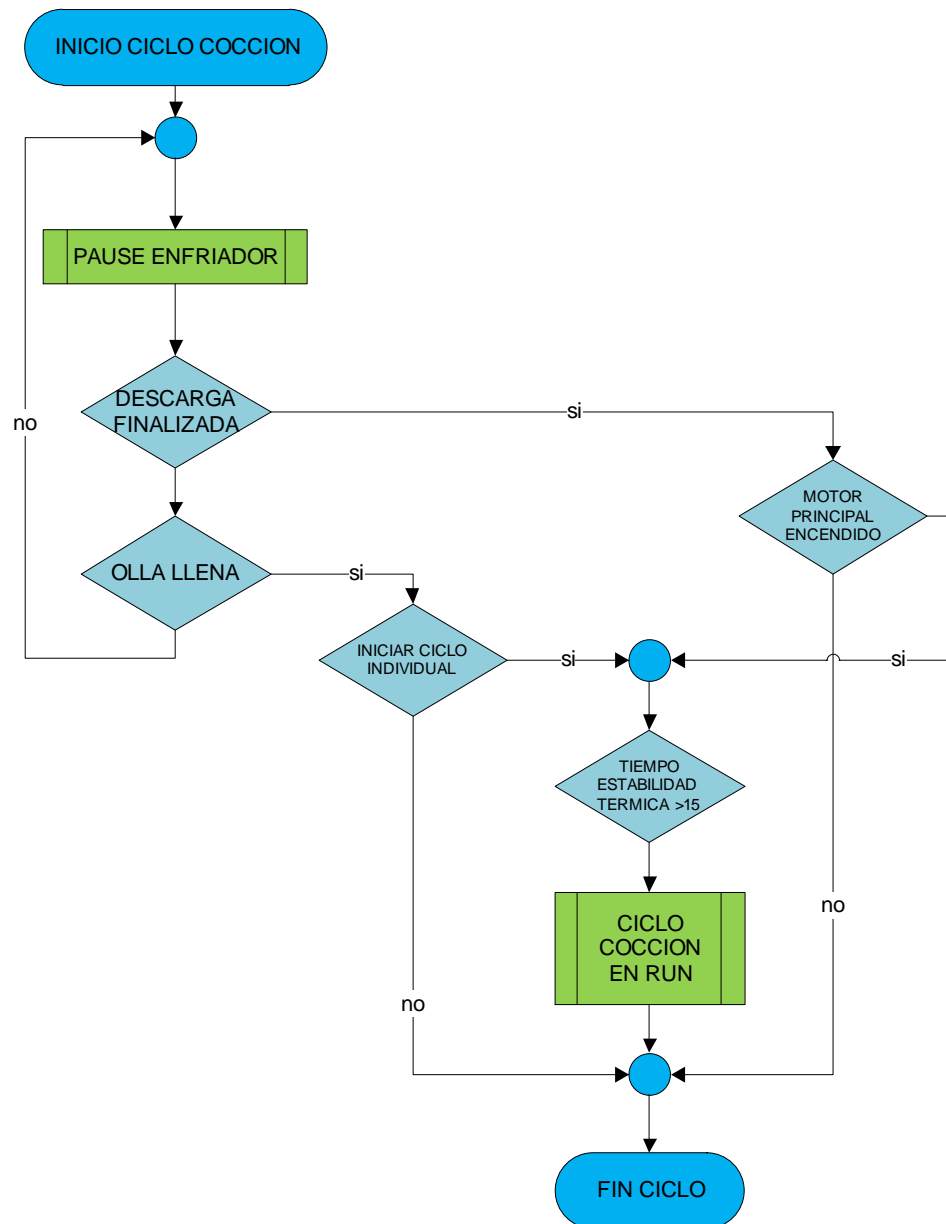 INICIO CICLO COCCION
PAUSE ENFRIADOR
DESCARGA
FINALIZADA
si
no
MOTOR
PRINCIPAL
ENCENDIDO
OLLA LLENA
si
INICIAR CICLO
INDIVIDUAL
si
si
TIEMPO
ESTABILIDAD
TERMICA >15
CICLO
COCCION
EN RUN
no
no
FIN CICLO